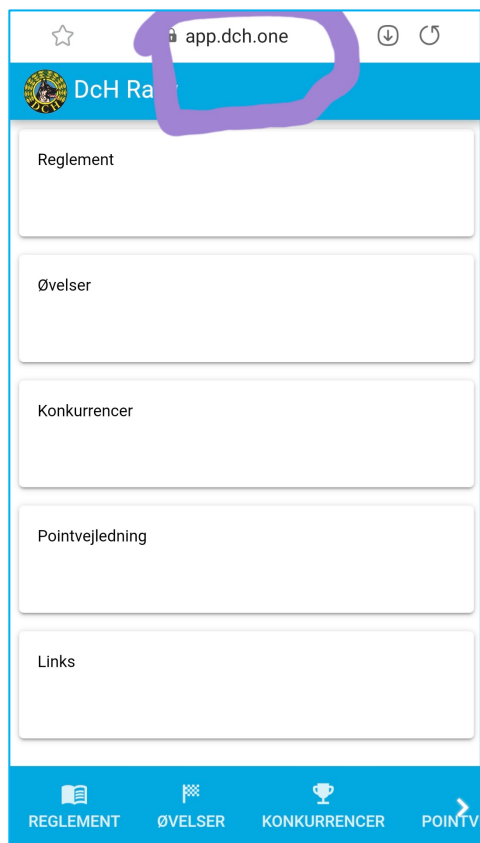 app.dch.one
DcH Ra
Reglement
Øvelser
Konkurrencer
Pointvejledning
Links
REGLEMENT ØVELSER KONKURRENCER POINTV